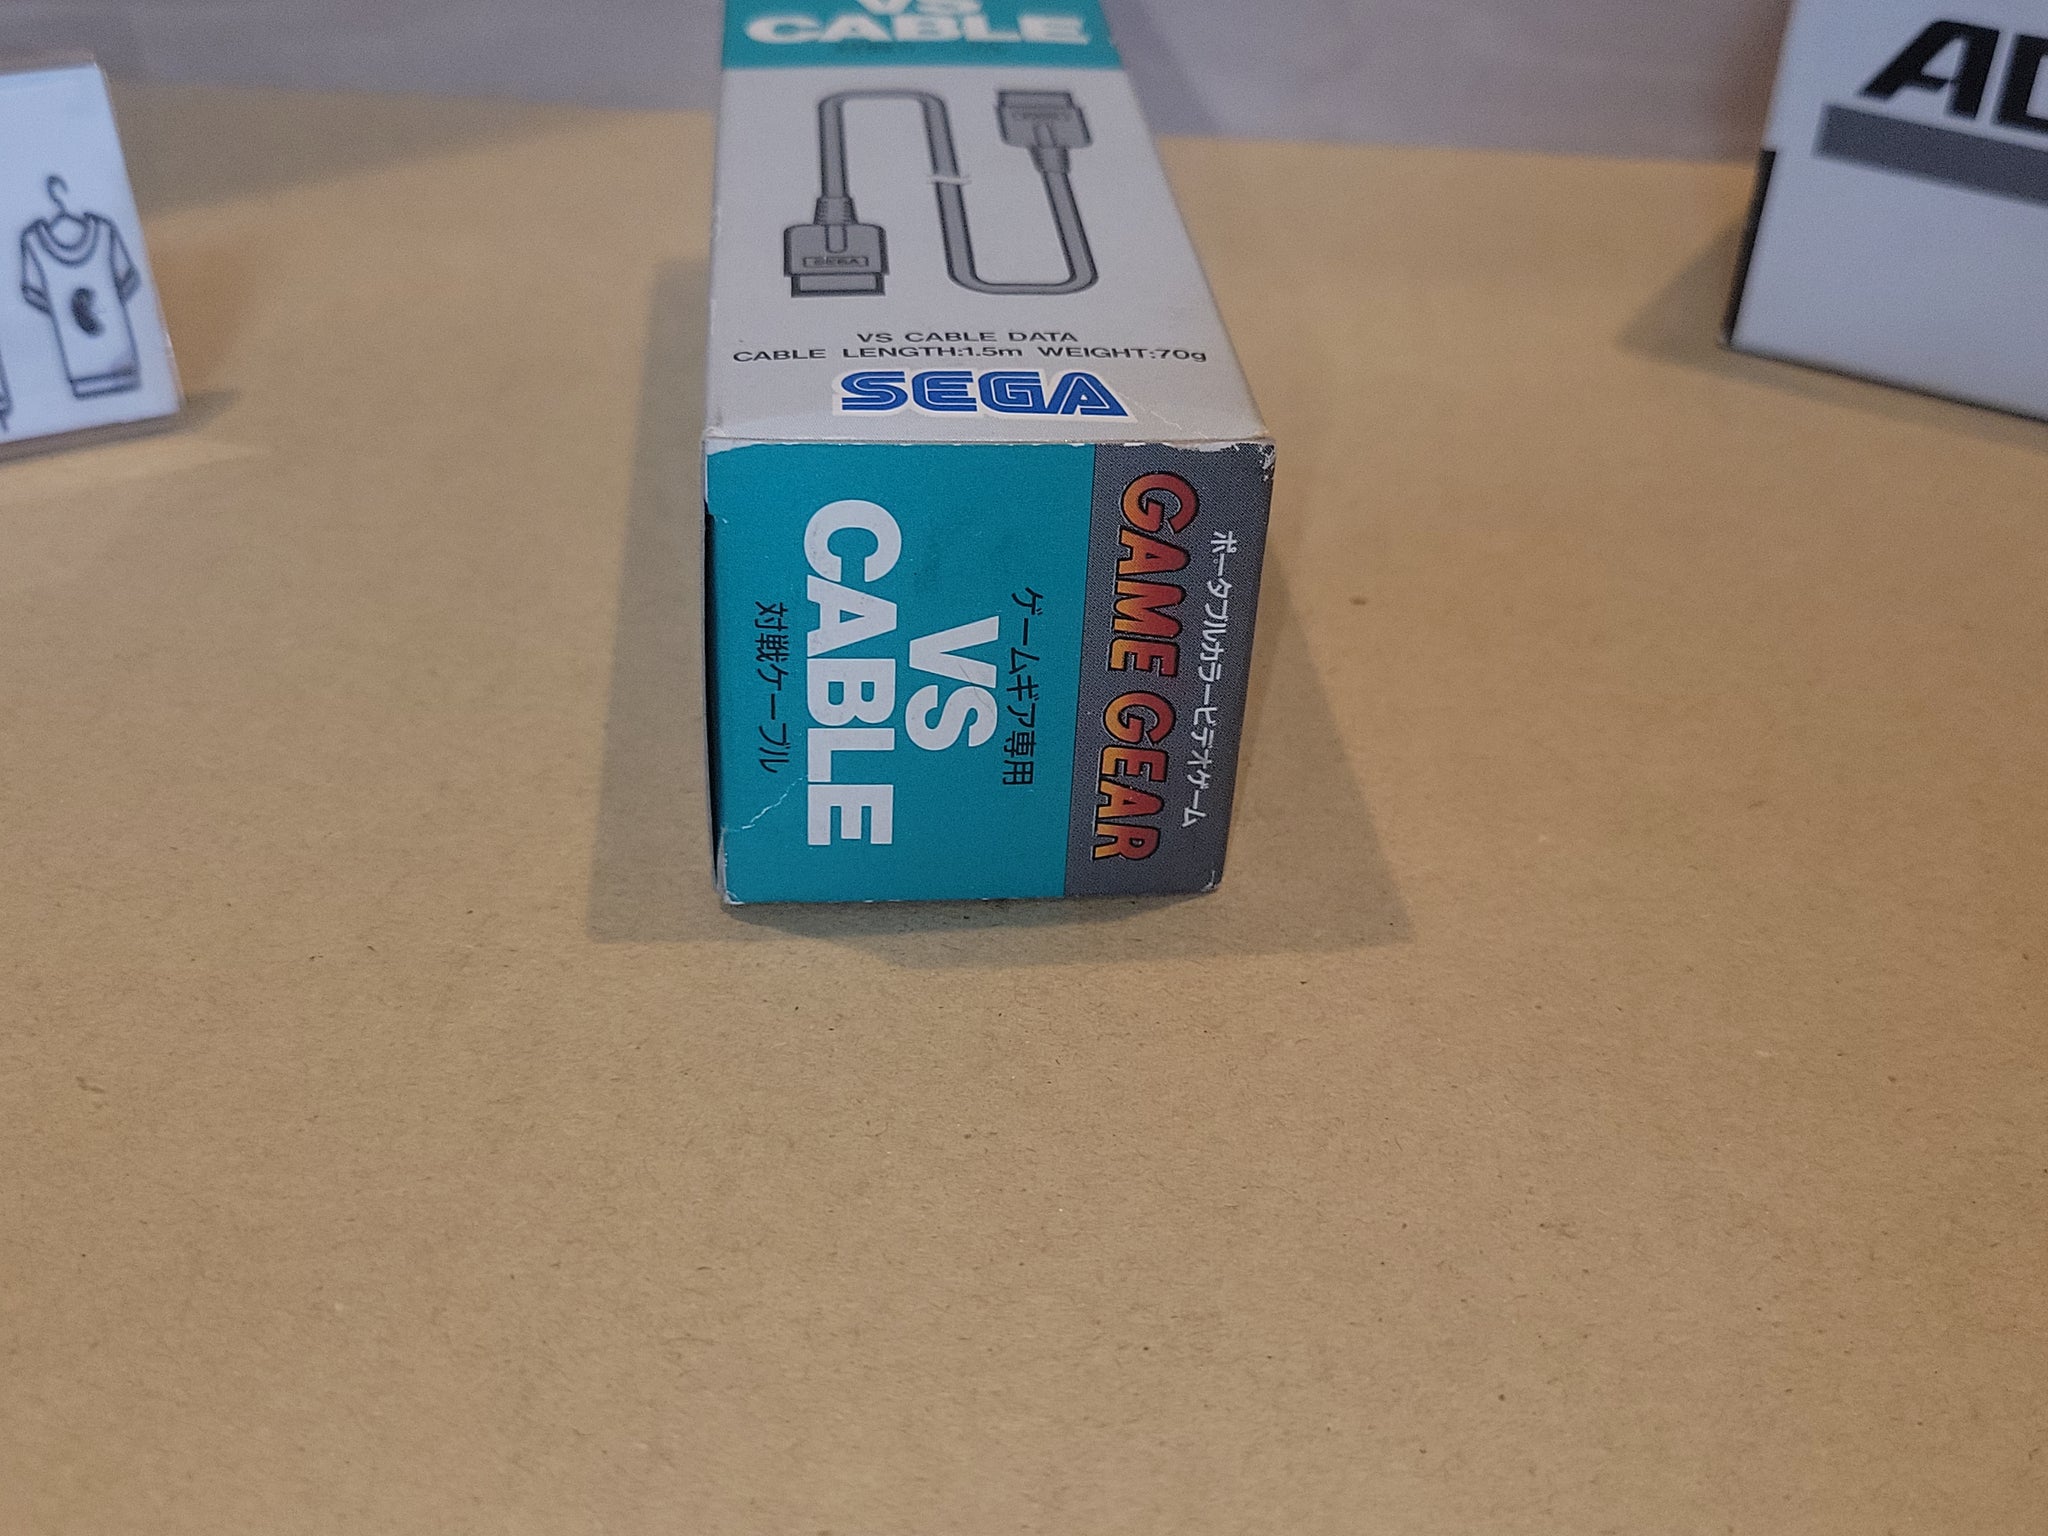 VS
CABLE
SEGA
VS CABLE DATA
CABLE LENGTH:1.5m WEIGHT:70g
SEGA
ポータブルカラービデオゲーム
GAME GEAR
ゲームギア専用
VS
CABLE
対戦ケーブル